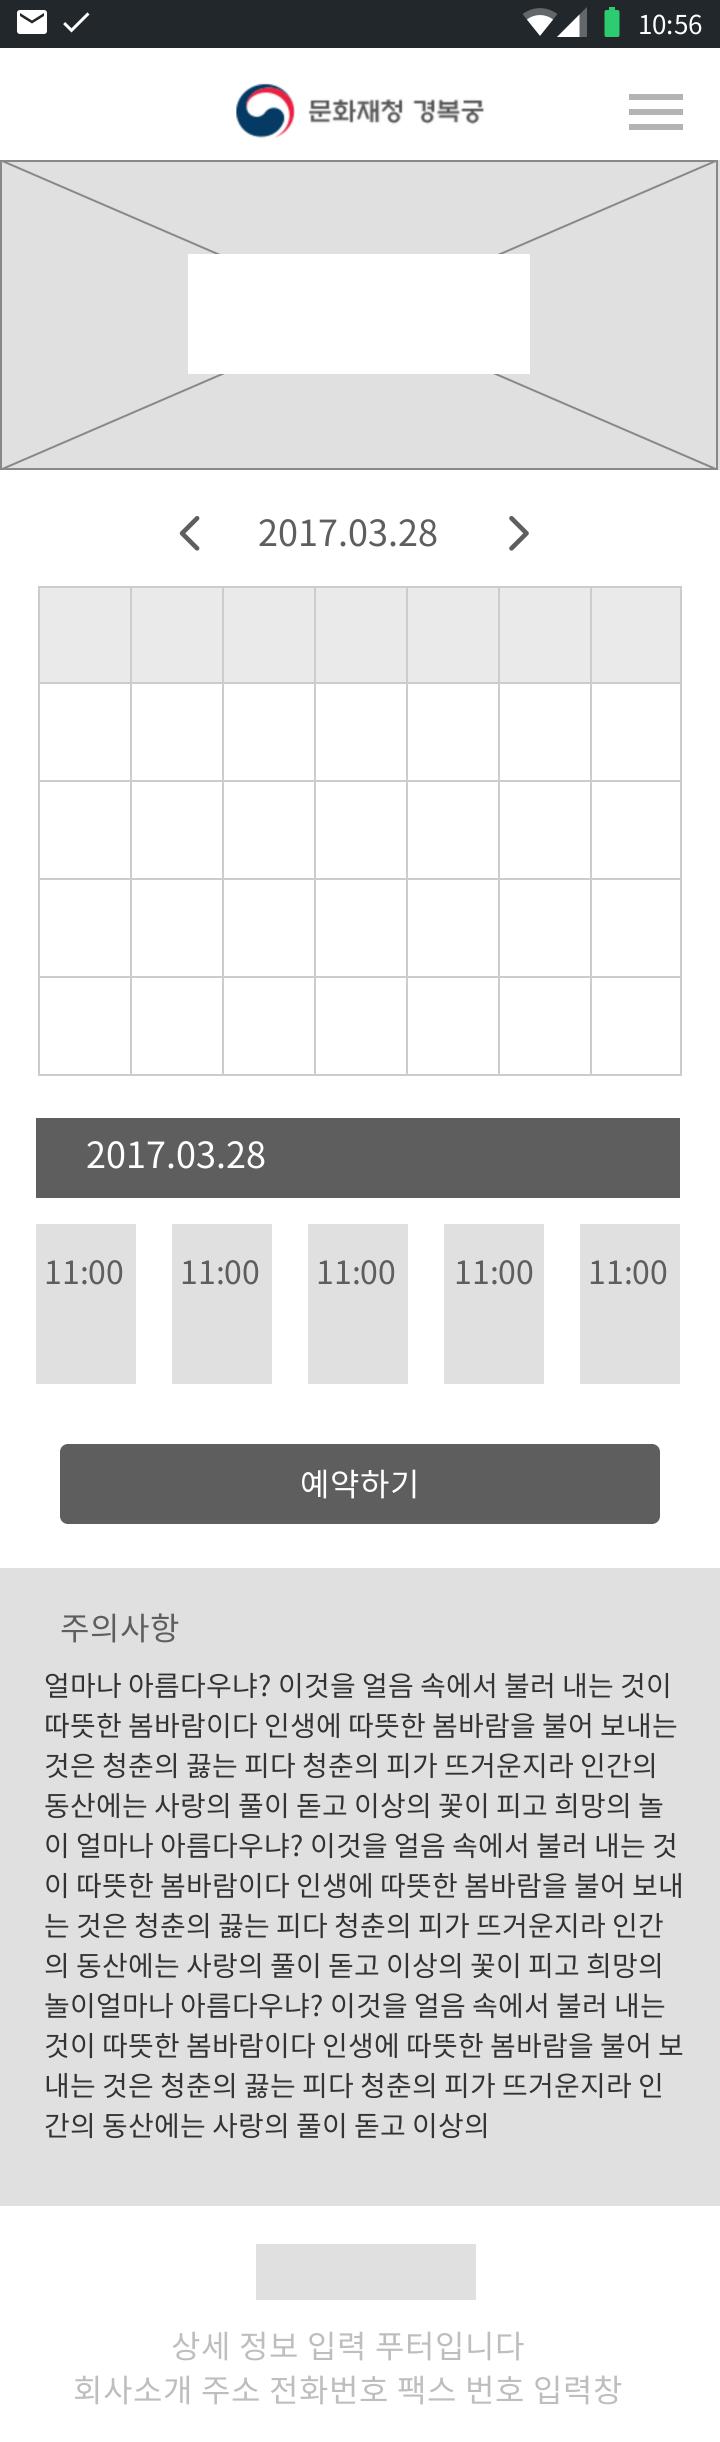 10:56
문화재청 경복궁
2017.03.28
2017.03.28
11:00 11:00 11:00 11:00 11:00
예약하기
주의사항
얼마나 아름다우냐? 이것을 얼음 속에서 불러 내는 것이
따뜻한 봄바람이다 인생에 따뜻한 봄바람을 불어 보내는
것은 청춘의 끓는 피다 청춘의 피가 뜨거운지라 인간의
동산에는 사랑의 풀이 돋고 이상의 꽃이 피고 희망의 놀
이 얼마나 아름다우냐? 이것을 얼음 속에서 불러 내는 것
이 따뜻한 봄바람이다 인생에 따뜻한 봄바람을 불어 보내
는 것은 청춘의 끓는 피다 청춘의 피가 뜨거운지라 인간
의 동산에는 사랑의 풀이 돋고 이상의 꽃이 피고 희망의
놀이얼마나 아름다우냐? 이것을 얼음 속에서 불러 내는
것이 따뜻한 봄바람이다 인생에 따뜻한 봄바람을 불어 보
내는 것은 청춘의 끓는 피다 청춘의 피가 뜨거운지라 인
간의 동산에는 사랑의 풀이 돋고 이상의
상세 정보 입력 푸터입니다
회사소개 주소 전화번호 팩스 번호 입력창